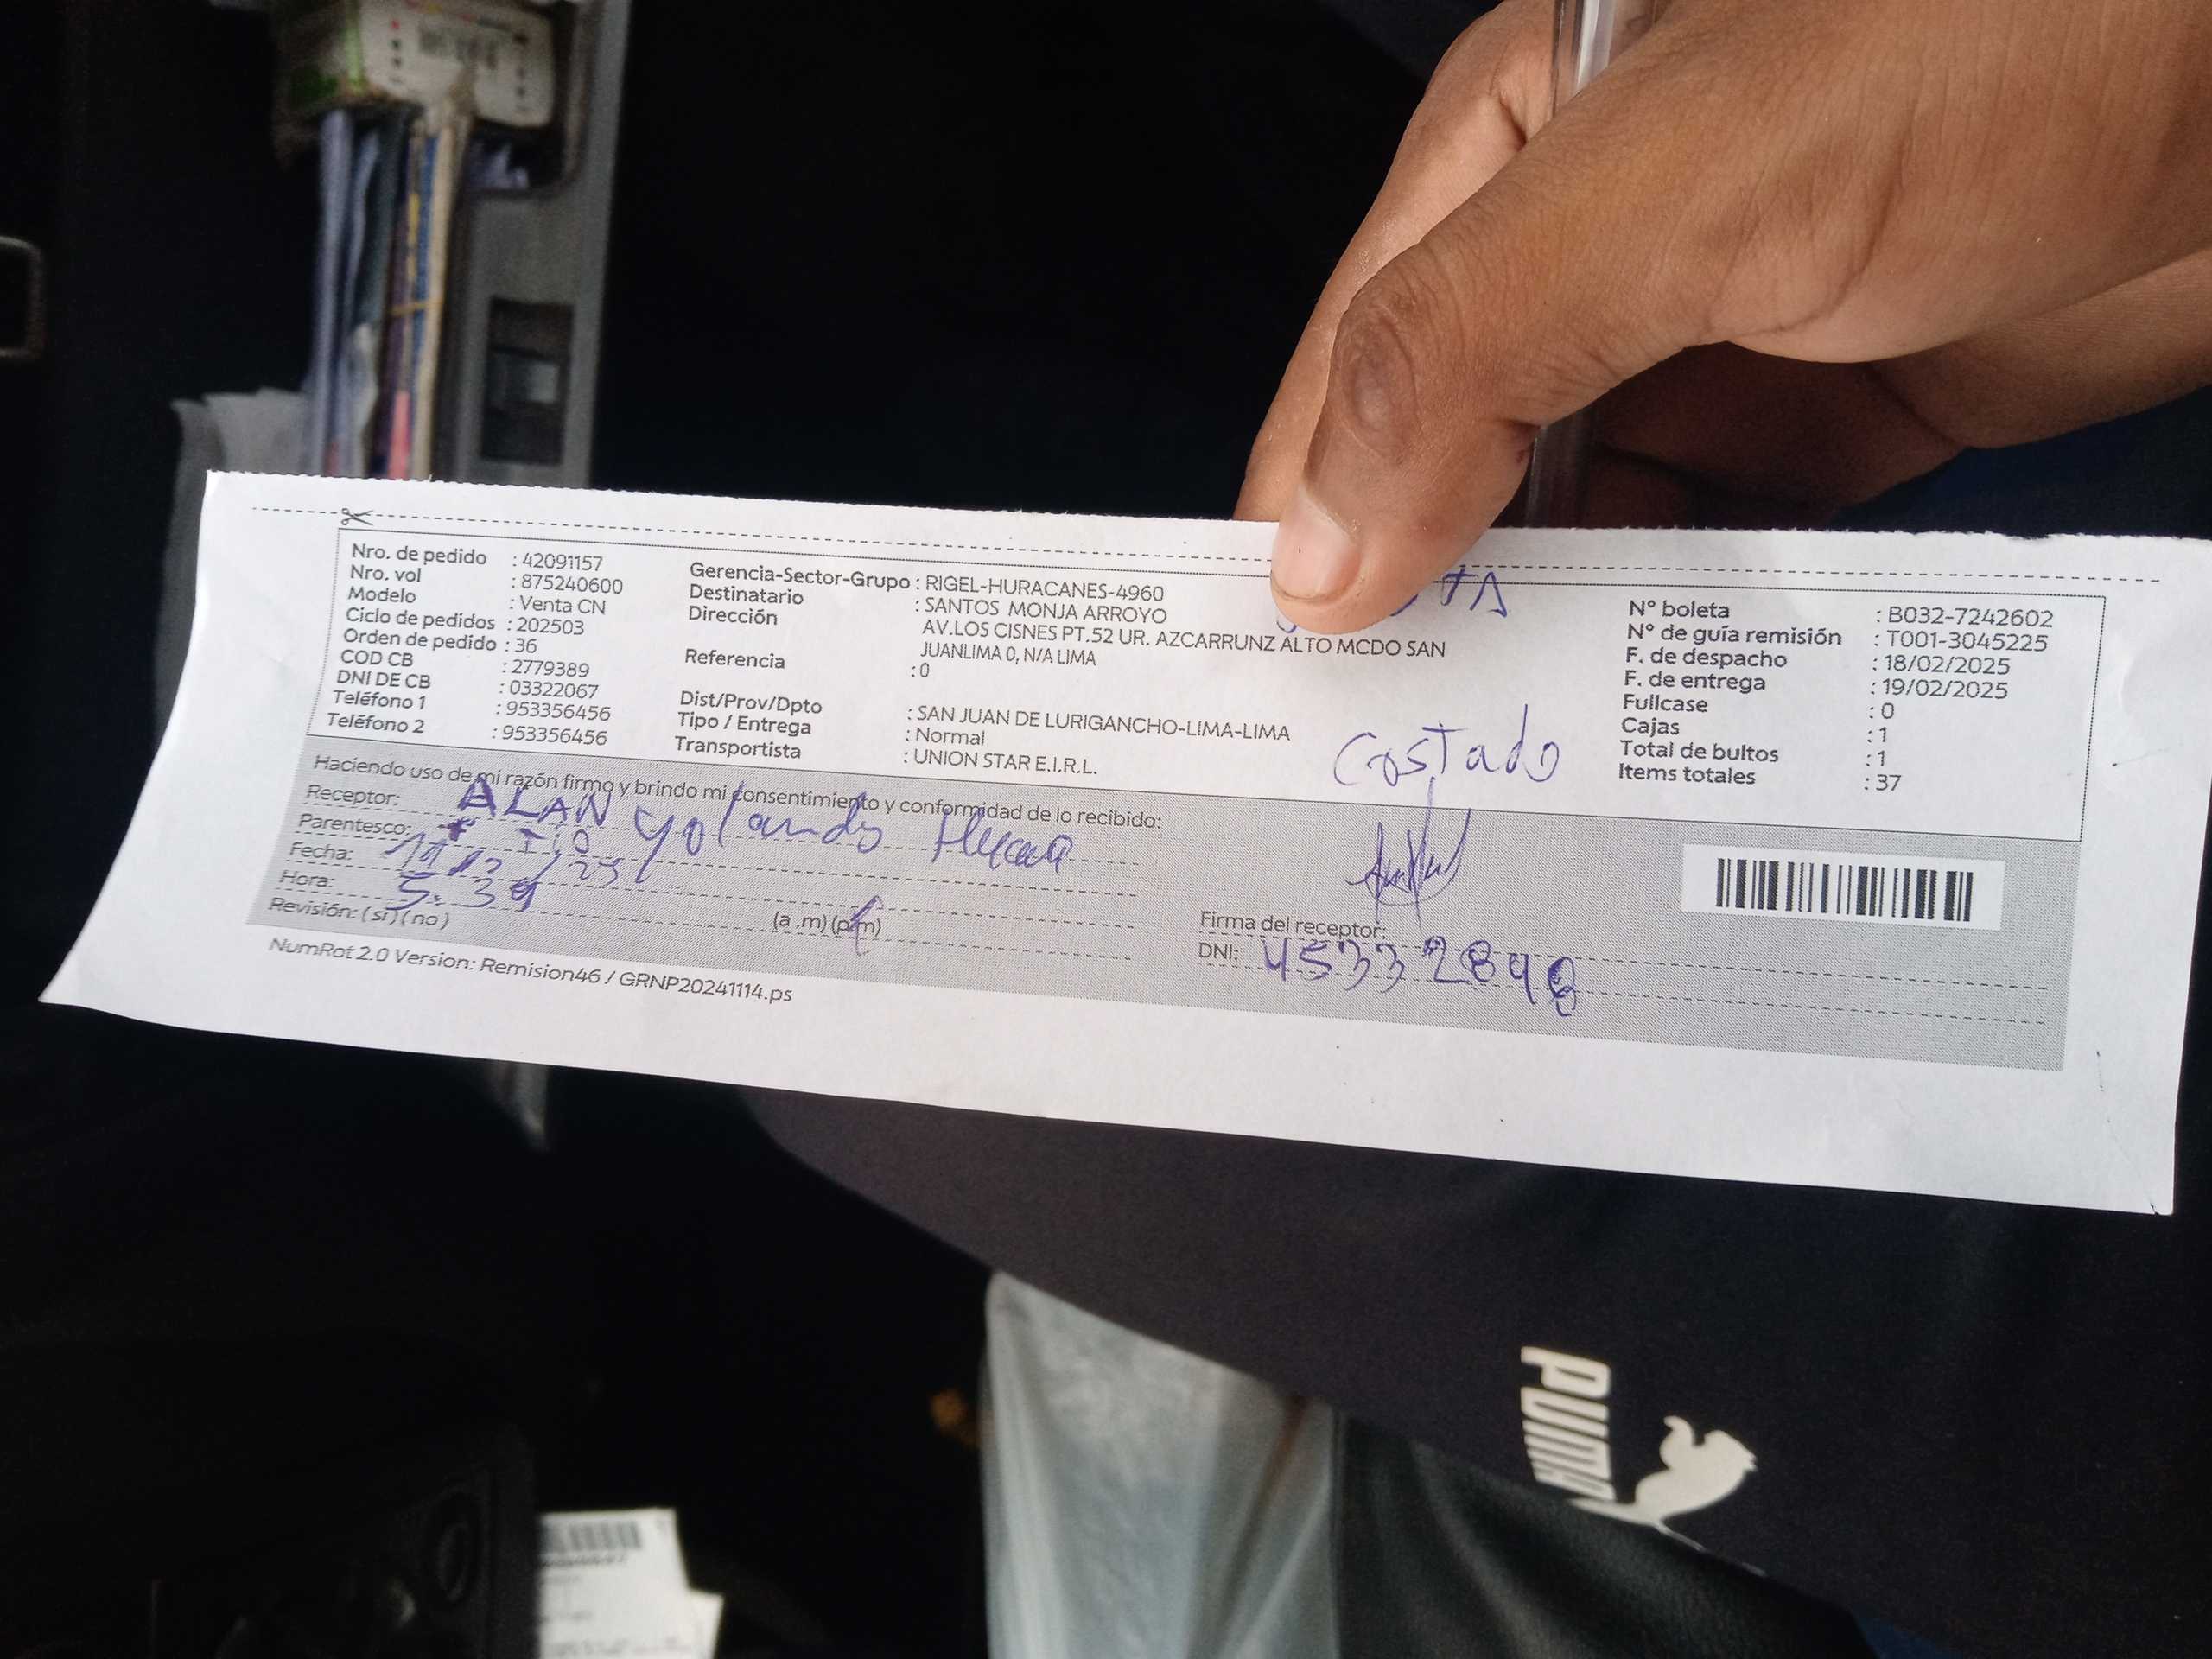 Nro. de pedido : 42091157
Nro. vol : 875240600
Modelo : Venta CN
Ciclo de pedidos : 202503
Orden de pedido : 36
COD CB : 2779389
DNI DE CB : 03322067
Teléfono 1 : 953356456
Teléfono 2 : 953356456
Gerencia-Sector-Grupo : RIGEL-HURACANES-4960
Destinatario : SANTOS MONJA ARROYO
Dirección AV.LOS CISNES PT.52 UR. AZCARRUNZ ALTO MCDO SAN
JUANLIMA 0, N/A LIMA
Referencia : 0
Dist/Prov/Dpto : SAN JUAN DE LURIGANCHO-LIMA-LIMA
Tipo / Entrega : Normal
Transportista : UNION STAR E.I.R.L.
N° boleta : B032-7242602
N° de guía remisión : T001-3045225
F. de despacho : 18/02/2025
F. de entrega : 19/02/2025
Fullcase : 0
Cajas : 1
Total de bultos : 1
Items totales : 37
Costado
Haciendo uso de mi razón firmo y brindo mi consentimiento y conformidad de lo recibido:
Receptor: ALAN Yolando
Parentesco: TIO
Fecha:
Hora: 5:39 (a .m) (p.m)
Revisión: ( si ) ( no )
Firma del receptor:
DNI:
NumRot 2.0 Version: Remision46 / GRNP20241114.ps
PUMA